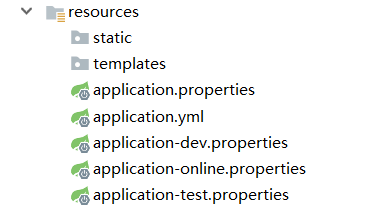 resources
static
templates
application.properties
application.yml
application-dev.properties
application-online.properties
application-test.properties